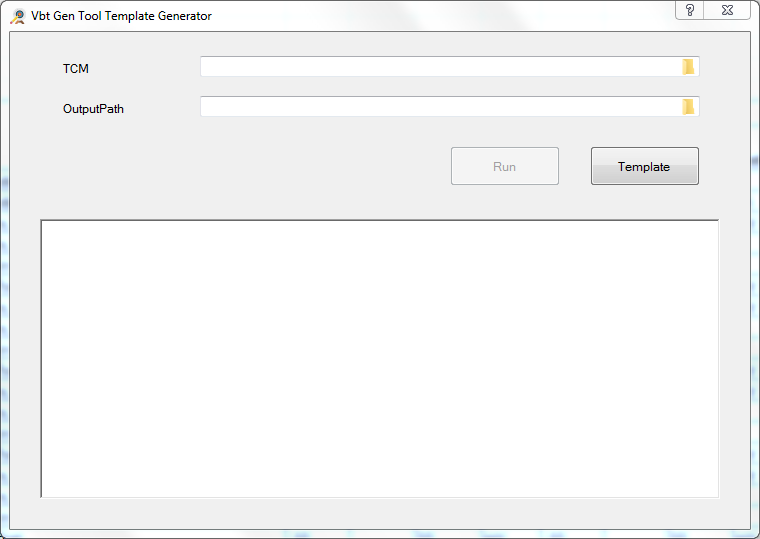 Vbt Gen Tool Template Generator
?
TCM
OutputPath
Run
Template